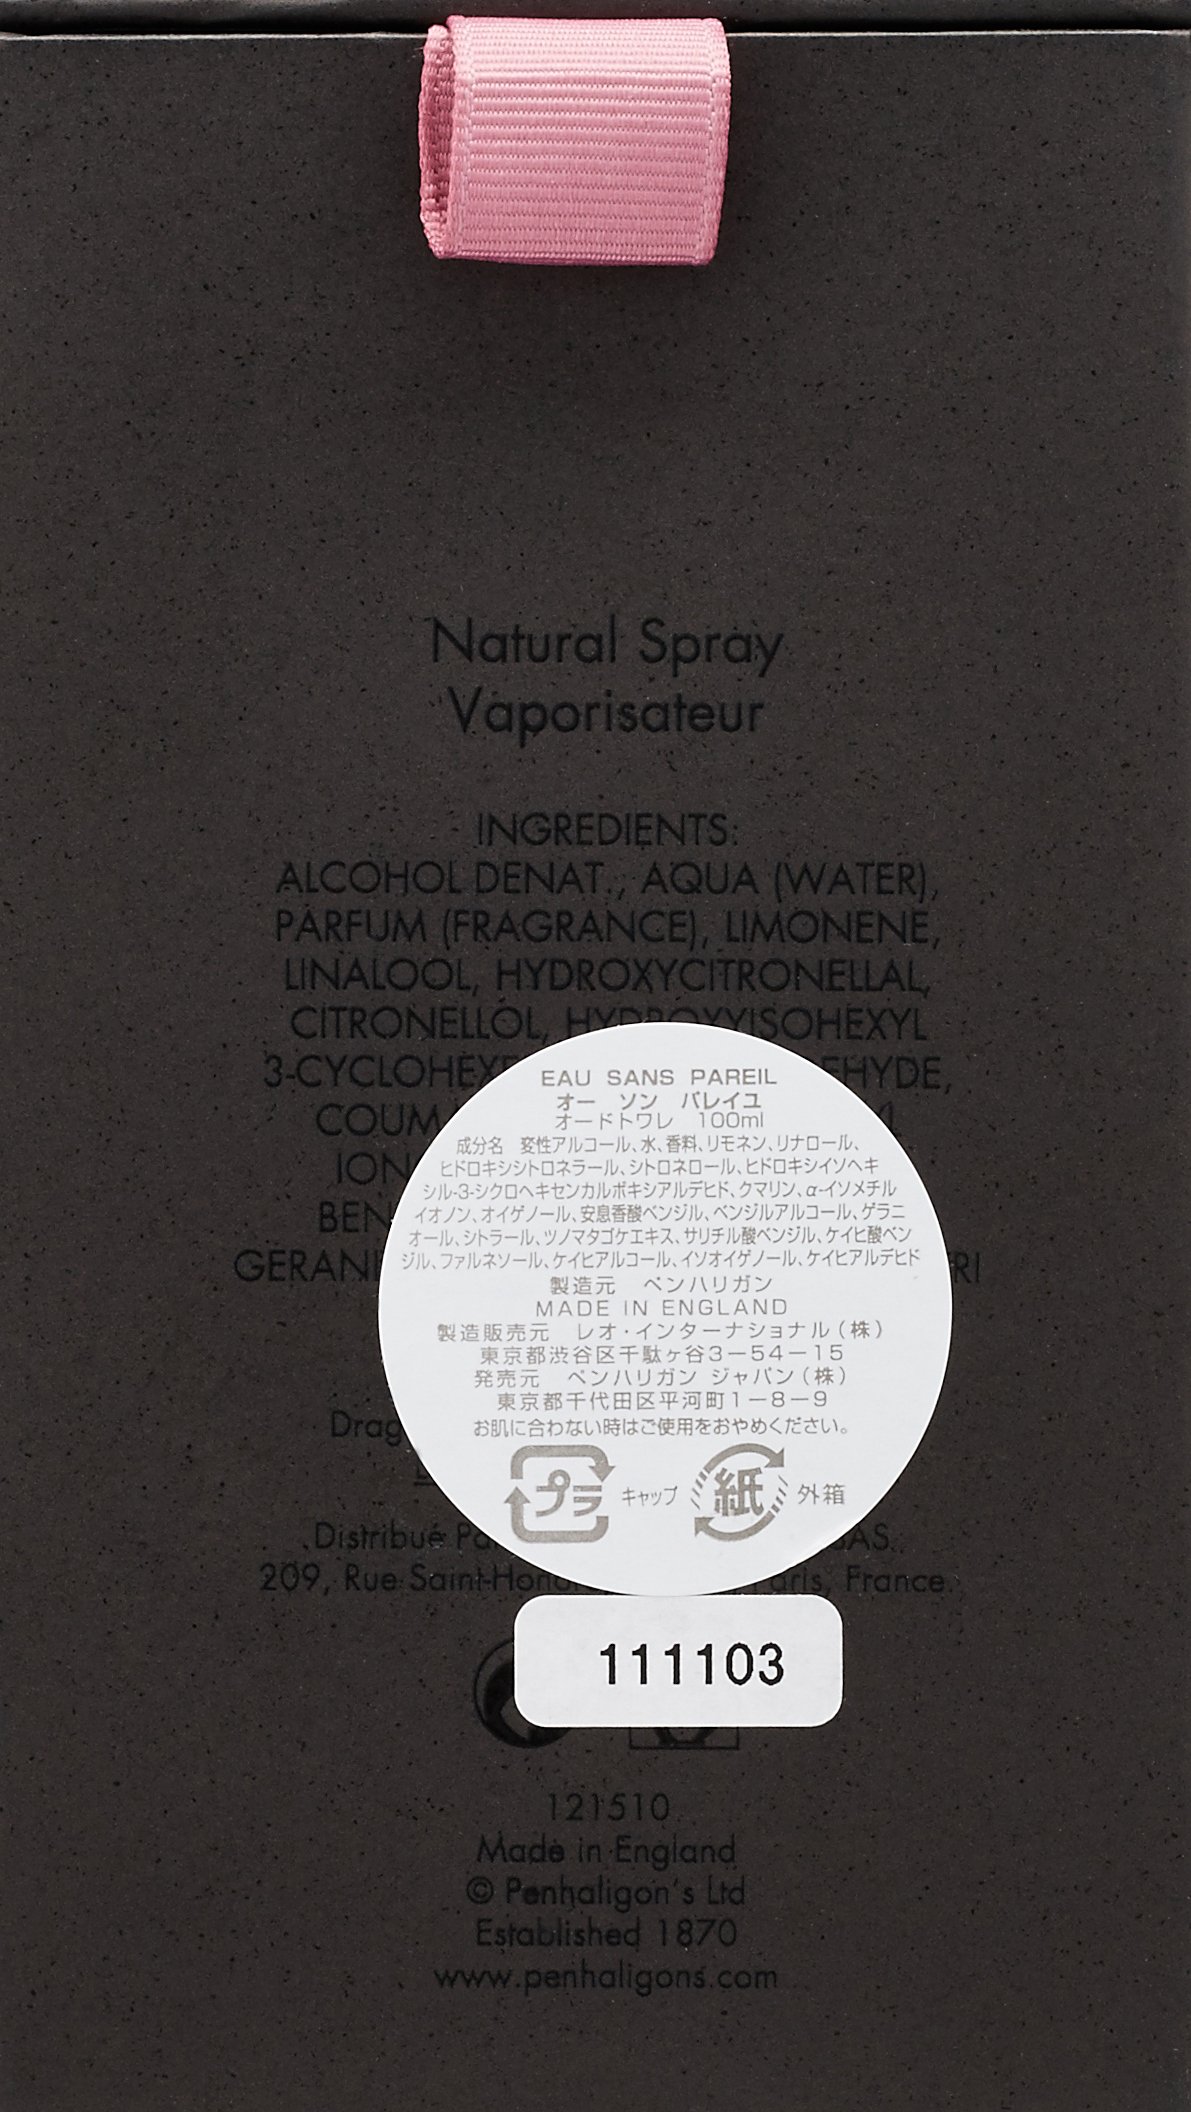 Natural Spray
Vaporisateur
INGREDIENTS:
ALCOHOL DENAT., AQUA (WATER),
PARFUM (FRAGRANCE), LIMONENE,
LINALOOL, HYDROXYCITRONELLAL,
CITRONELLOL, HYDROXYISOHEXYL
EAU SANS PAREIL
オー ソン パレイユ
オードトワレ 100ml
成分名 変性アルコール、水、香料、リモネン、リナロール、
ヒドロキシシトロネラール、シトロネロール、ヒドロキシイソヘキ
シル-3-シクロヘキセンカルボキシアルデヒド、クマリン、α-イソメチル
イオノン、オイゲノール、安息香酸ベンジル、ベンジルアルコール、ゲラニ
オール、シトラール、ツノマタゴケエキス、サリチル酸ベンジル、ケイヒ酸ベン
ジル、ファルネソール、ケイヒアルコール、イソオイゲノール、ケイヒアルデヒド
製造元 ペンハリガン
MADE IN ENGLAND
製造販売元 レオ・インターナショナル(株)
東京都渋谷区千駄ヶ谷3－54－15
発売元 ペンハリガン ジャパン(株)
東京都千代田区平河町1－8－9
お肌に合わない時はご使用をおやめください。
プラ キャップ 紙 外箱
Distribué
209, Rue Saint-Honoré, Paris, France.
111103
121510
Made in England
© Penhaligon's Ltd
Established 1870
www.penhaligons.com